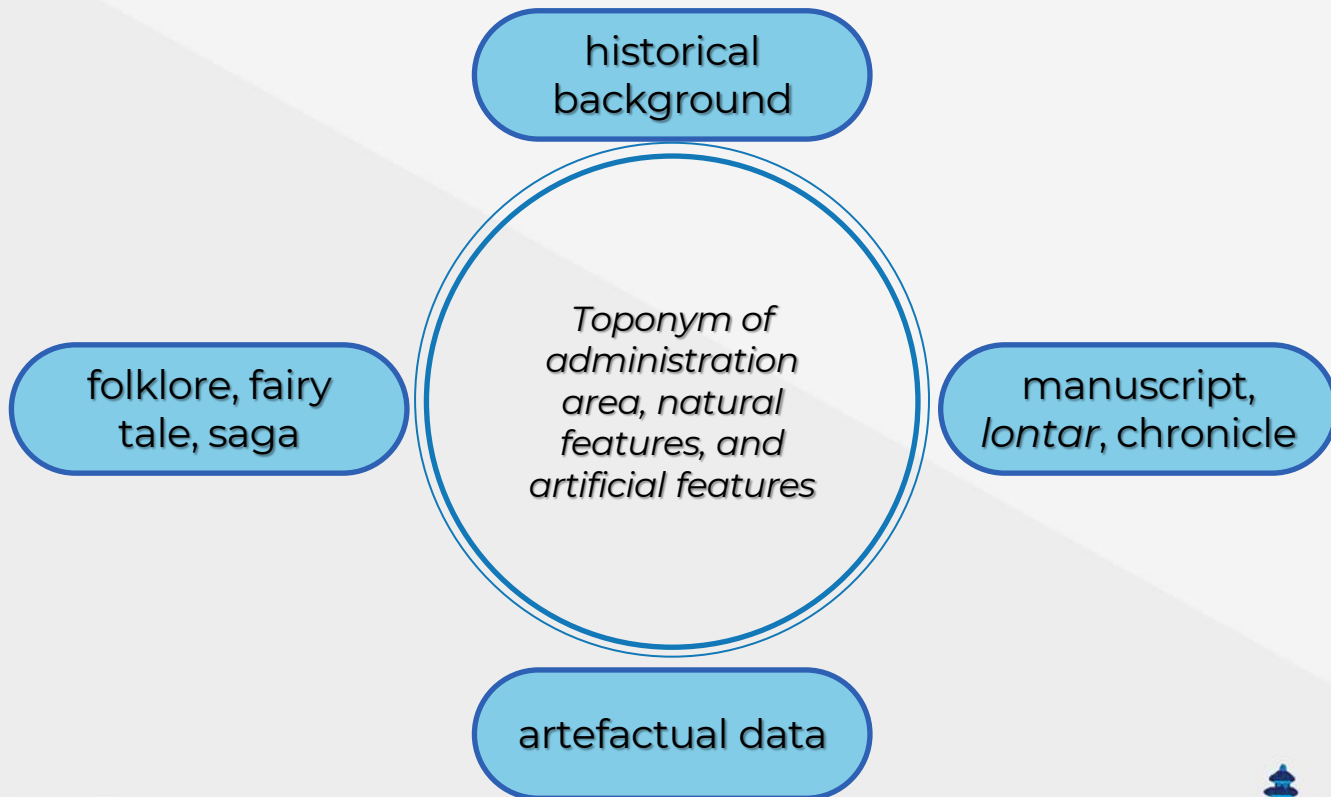 historical
background
folklore, fairy
tale, saga
Toponym of
administration
area, natural
features, and
artificial features
manuscript,
lontar, chronicle
artefactual data